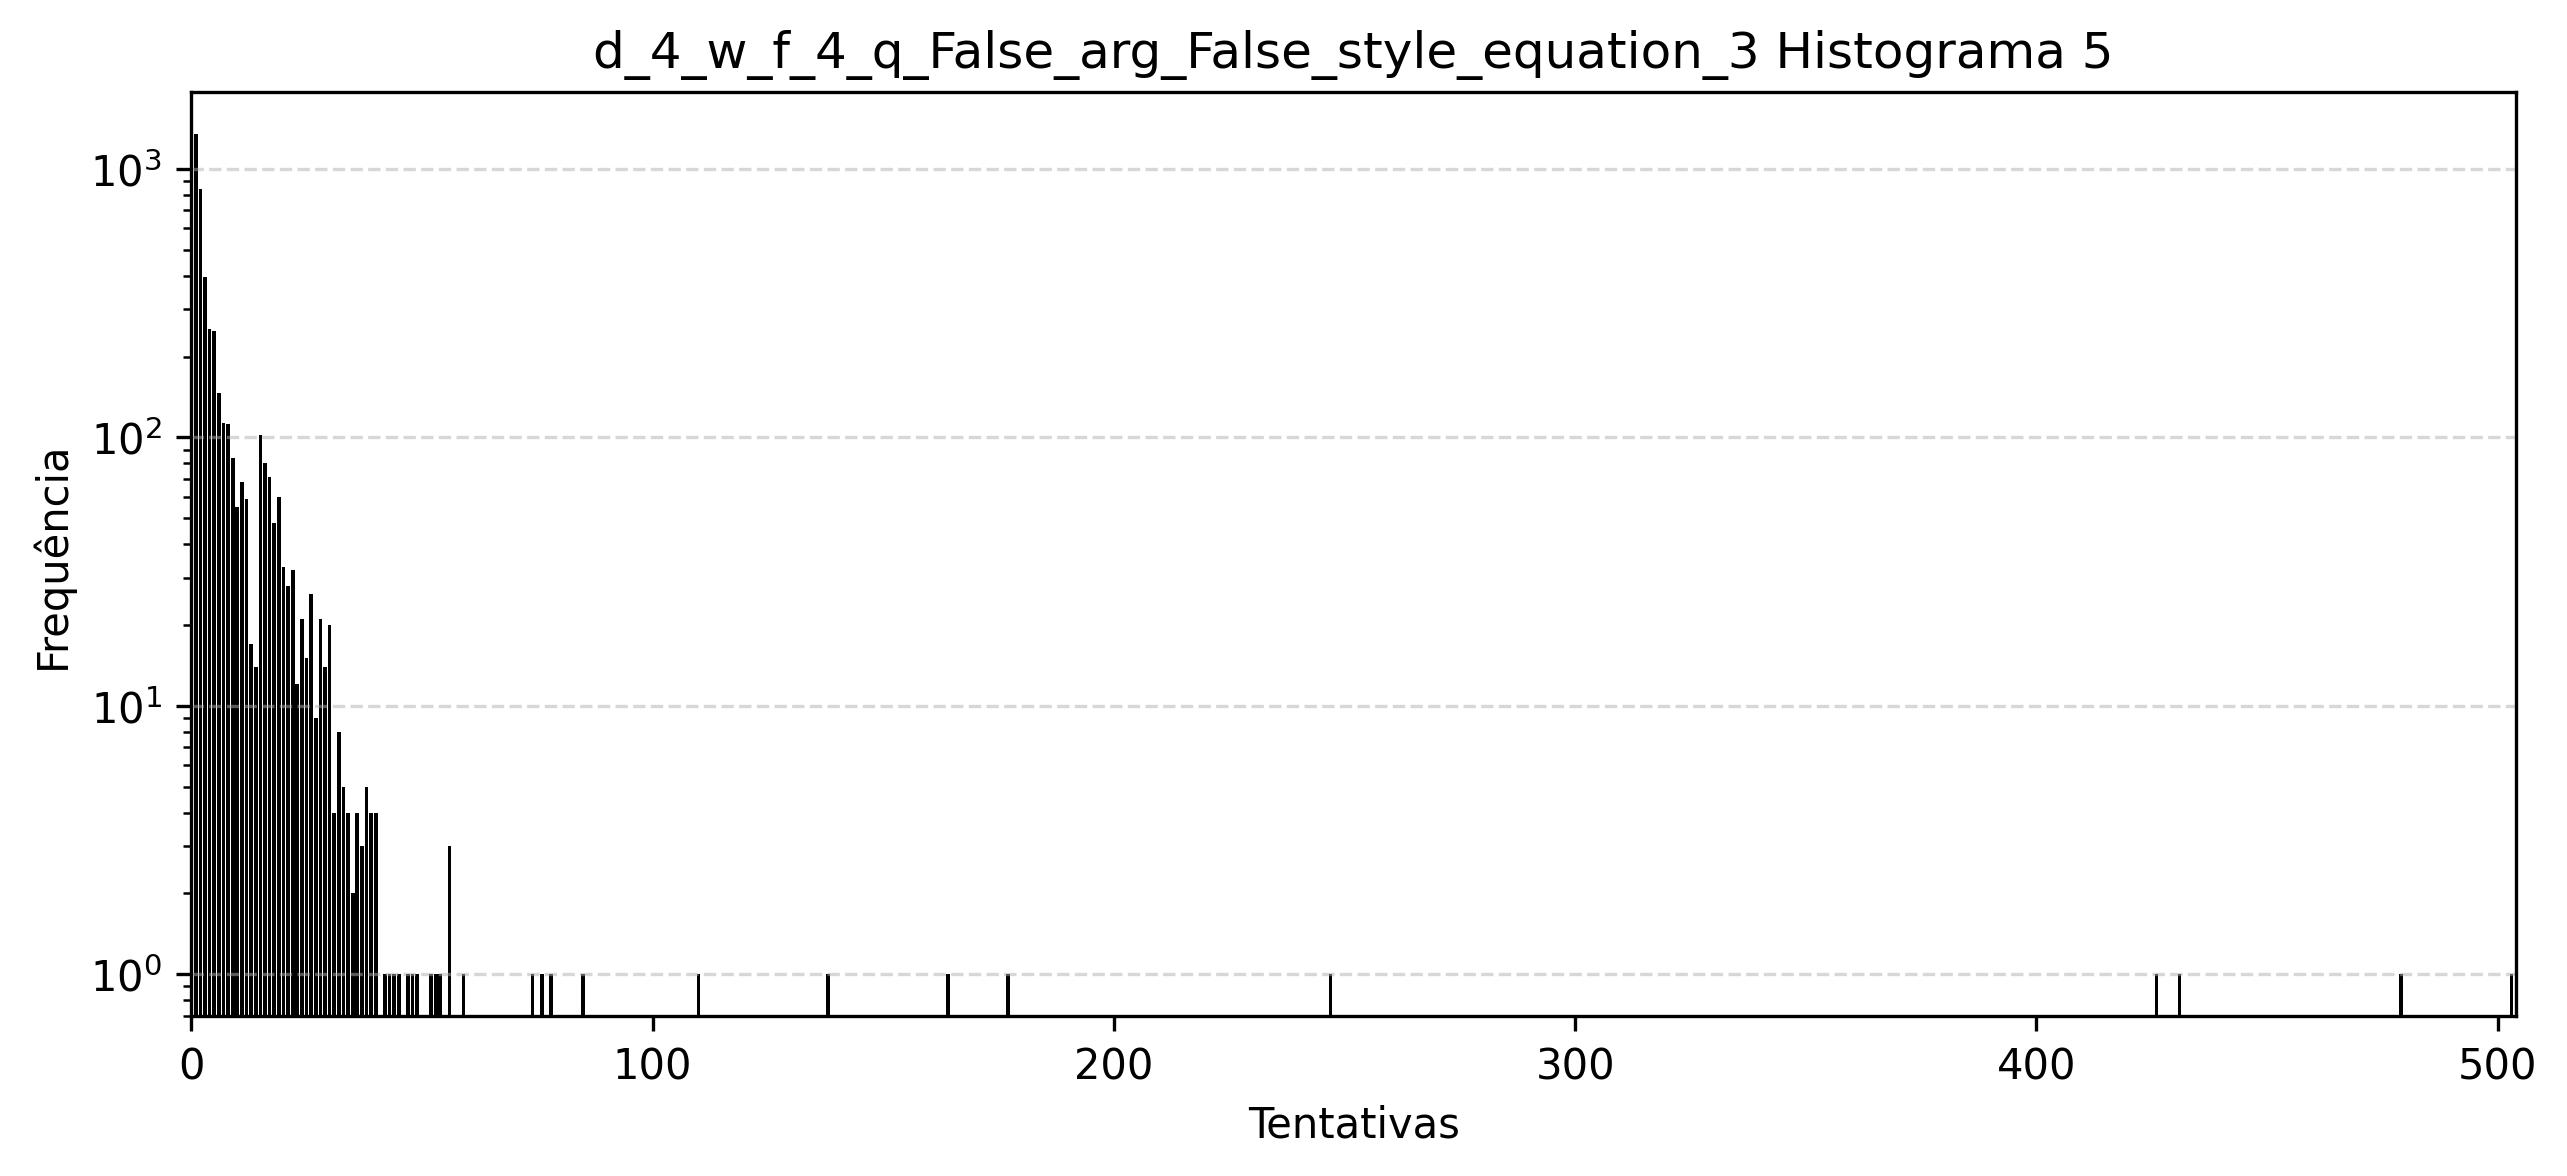 d_4_w_f_4_q_False_arg_False_style_equation_3 Histograma 5
10³
10²
10¹
10⁰
Frequência
0 100 200 300 400 500
Tentativas